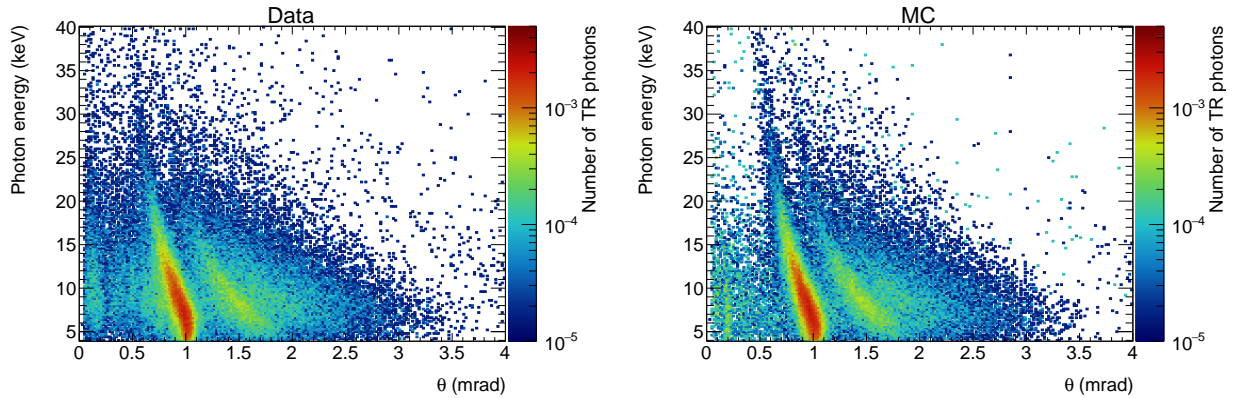 Data
Photon energy (keV)
40
35
30
25
20
15
10
5
0 0.5 1 1.5 2 2.5 3 3.5 4
θ (mrad)
Number of TR photons
10⁻³
10⁻⁴
10⁻⁵
MC
Photon energy (keV)
40
35
30
25
20
15
10
5
0 0.5 1 1.5 2 2.5 3 3.5 4
θ (mrad)
Number of TR photons
10⁻³
10⁻⁴
10⁻⁵